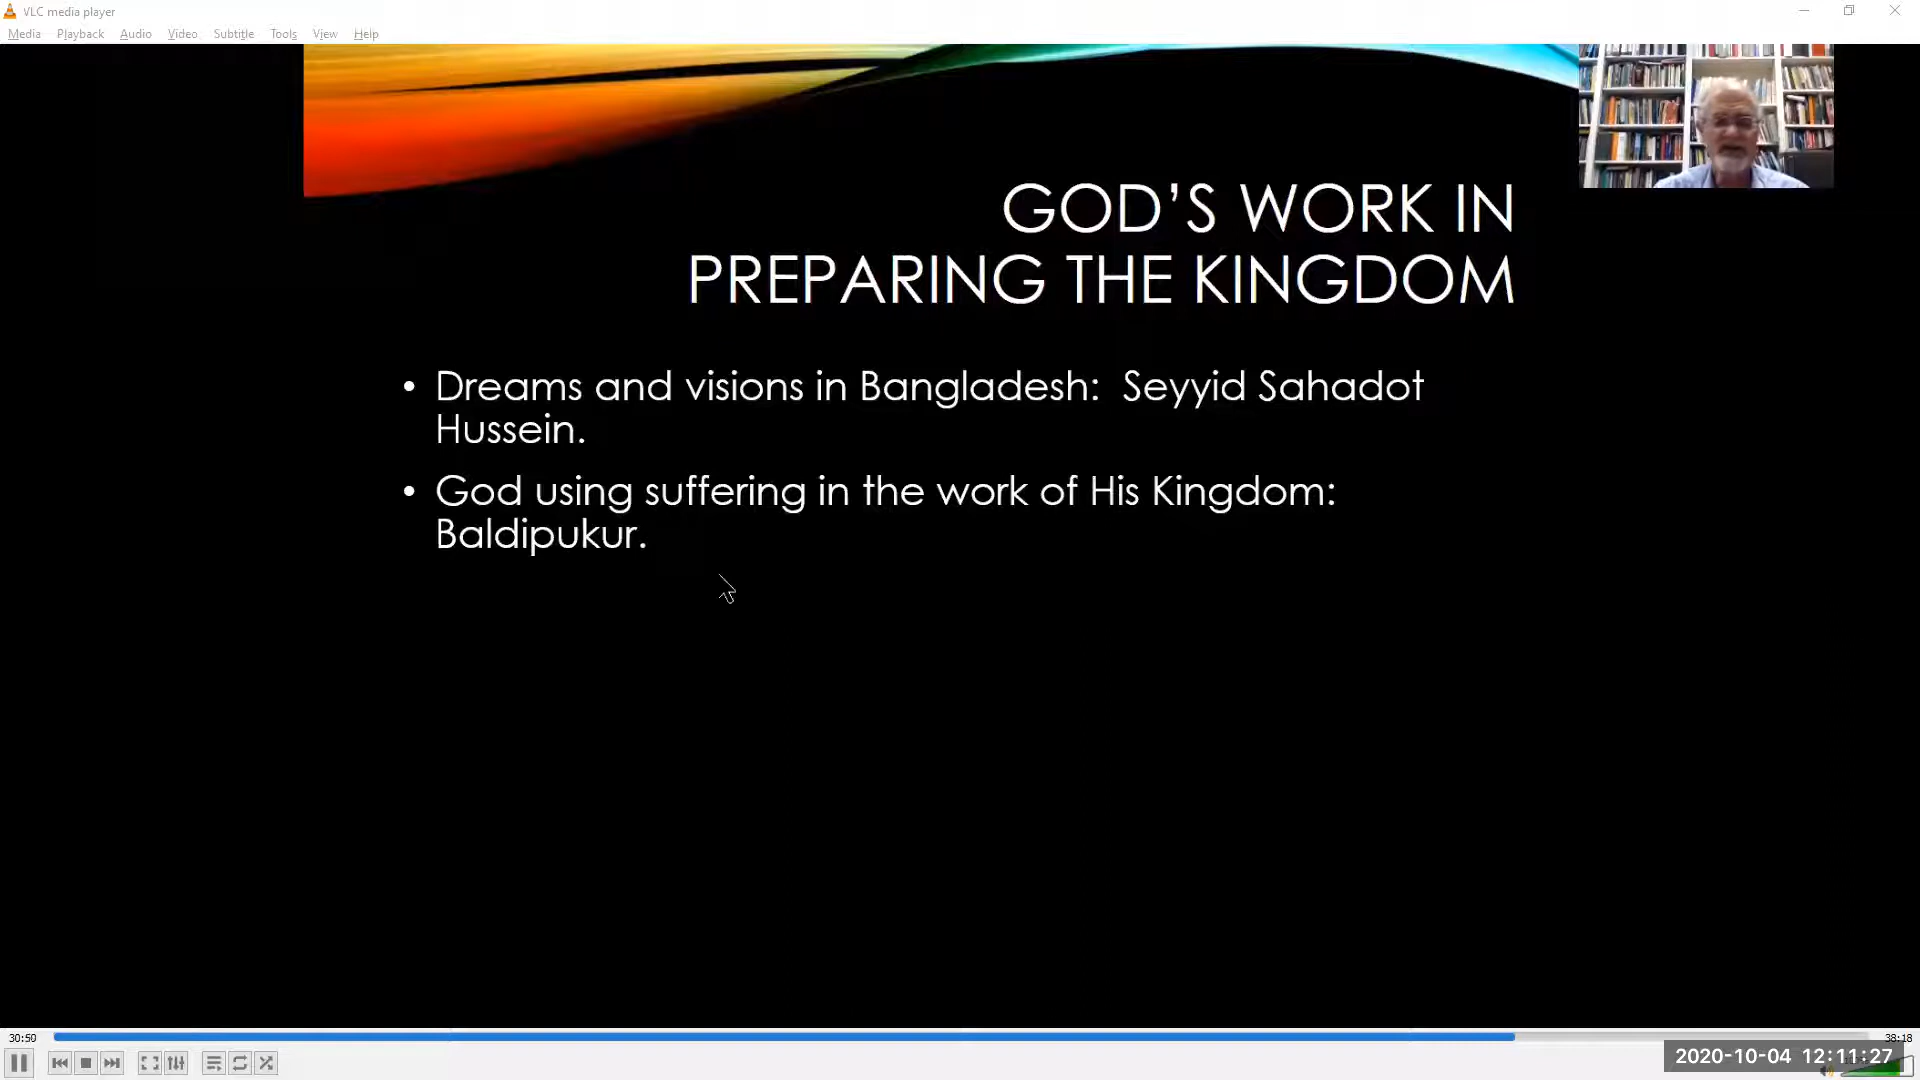 VLC media player
Media Playback Audio Video Subtitle Tools View Help
GOD’S WORK IN
PREPARING THE KINGDOM
• Dreams and visions in Bangladesh:  Seyyid Sahadot
Hussein.
• God using suffering in the work of His Kingdom:
Baldipukur.
30:50
38:18
2020-10-04 12:11:27